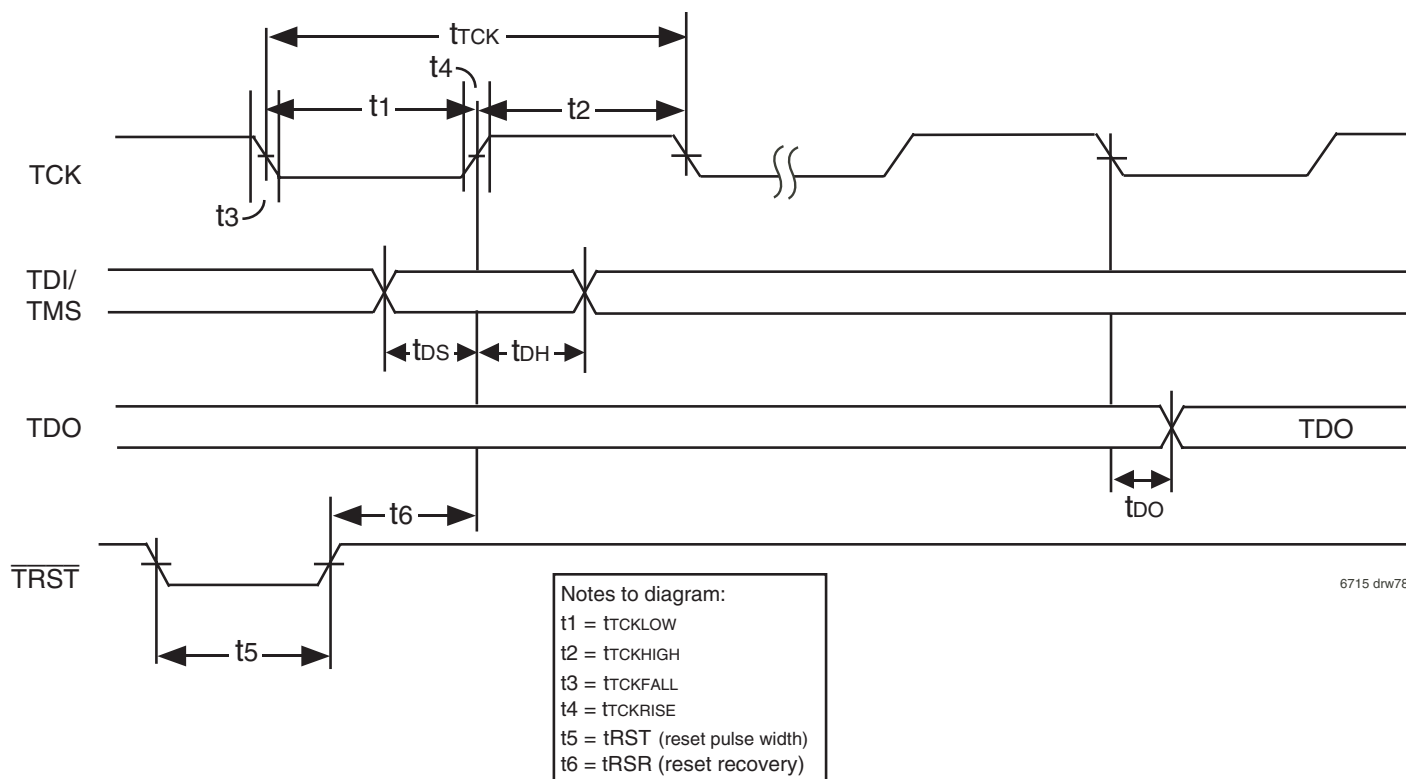 tTCK
t4
t1
t2
TCK
t3
TDI/
TMS
tDS
tDH
TDO
TDO
tDO
t6
TRST
6715 drw78
t5
Notes to diagram:
t1 = tTCKLOW
t2 = tTCKHIGH
t3 = tTCKFALL
t4 = tTCKRISE
t5 = tRST (reset pulse width)
t6 = tRSR (reset recovery)